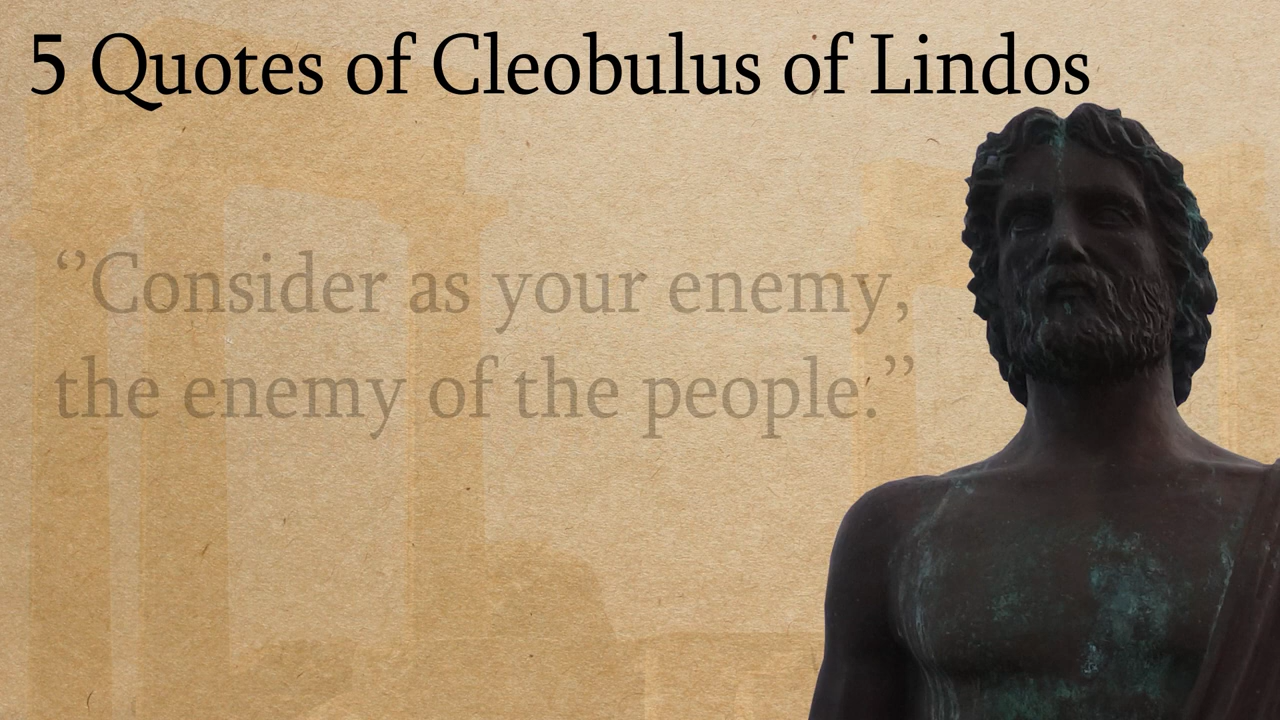 5 Quotes of Cleobulus of Lindos
‘’Consider as your enemy,
the enemy of the people.’’